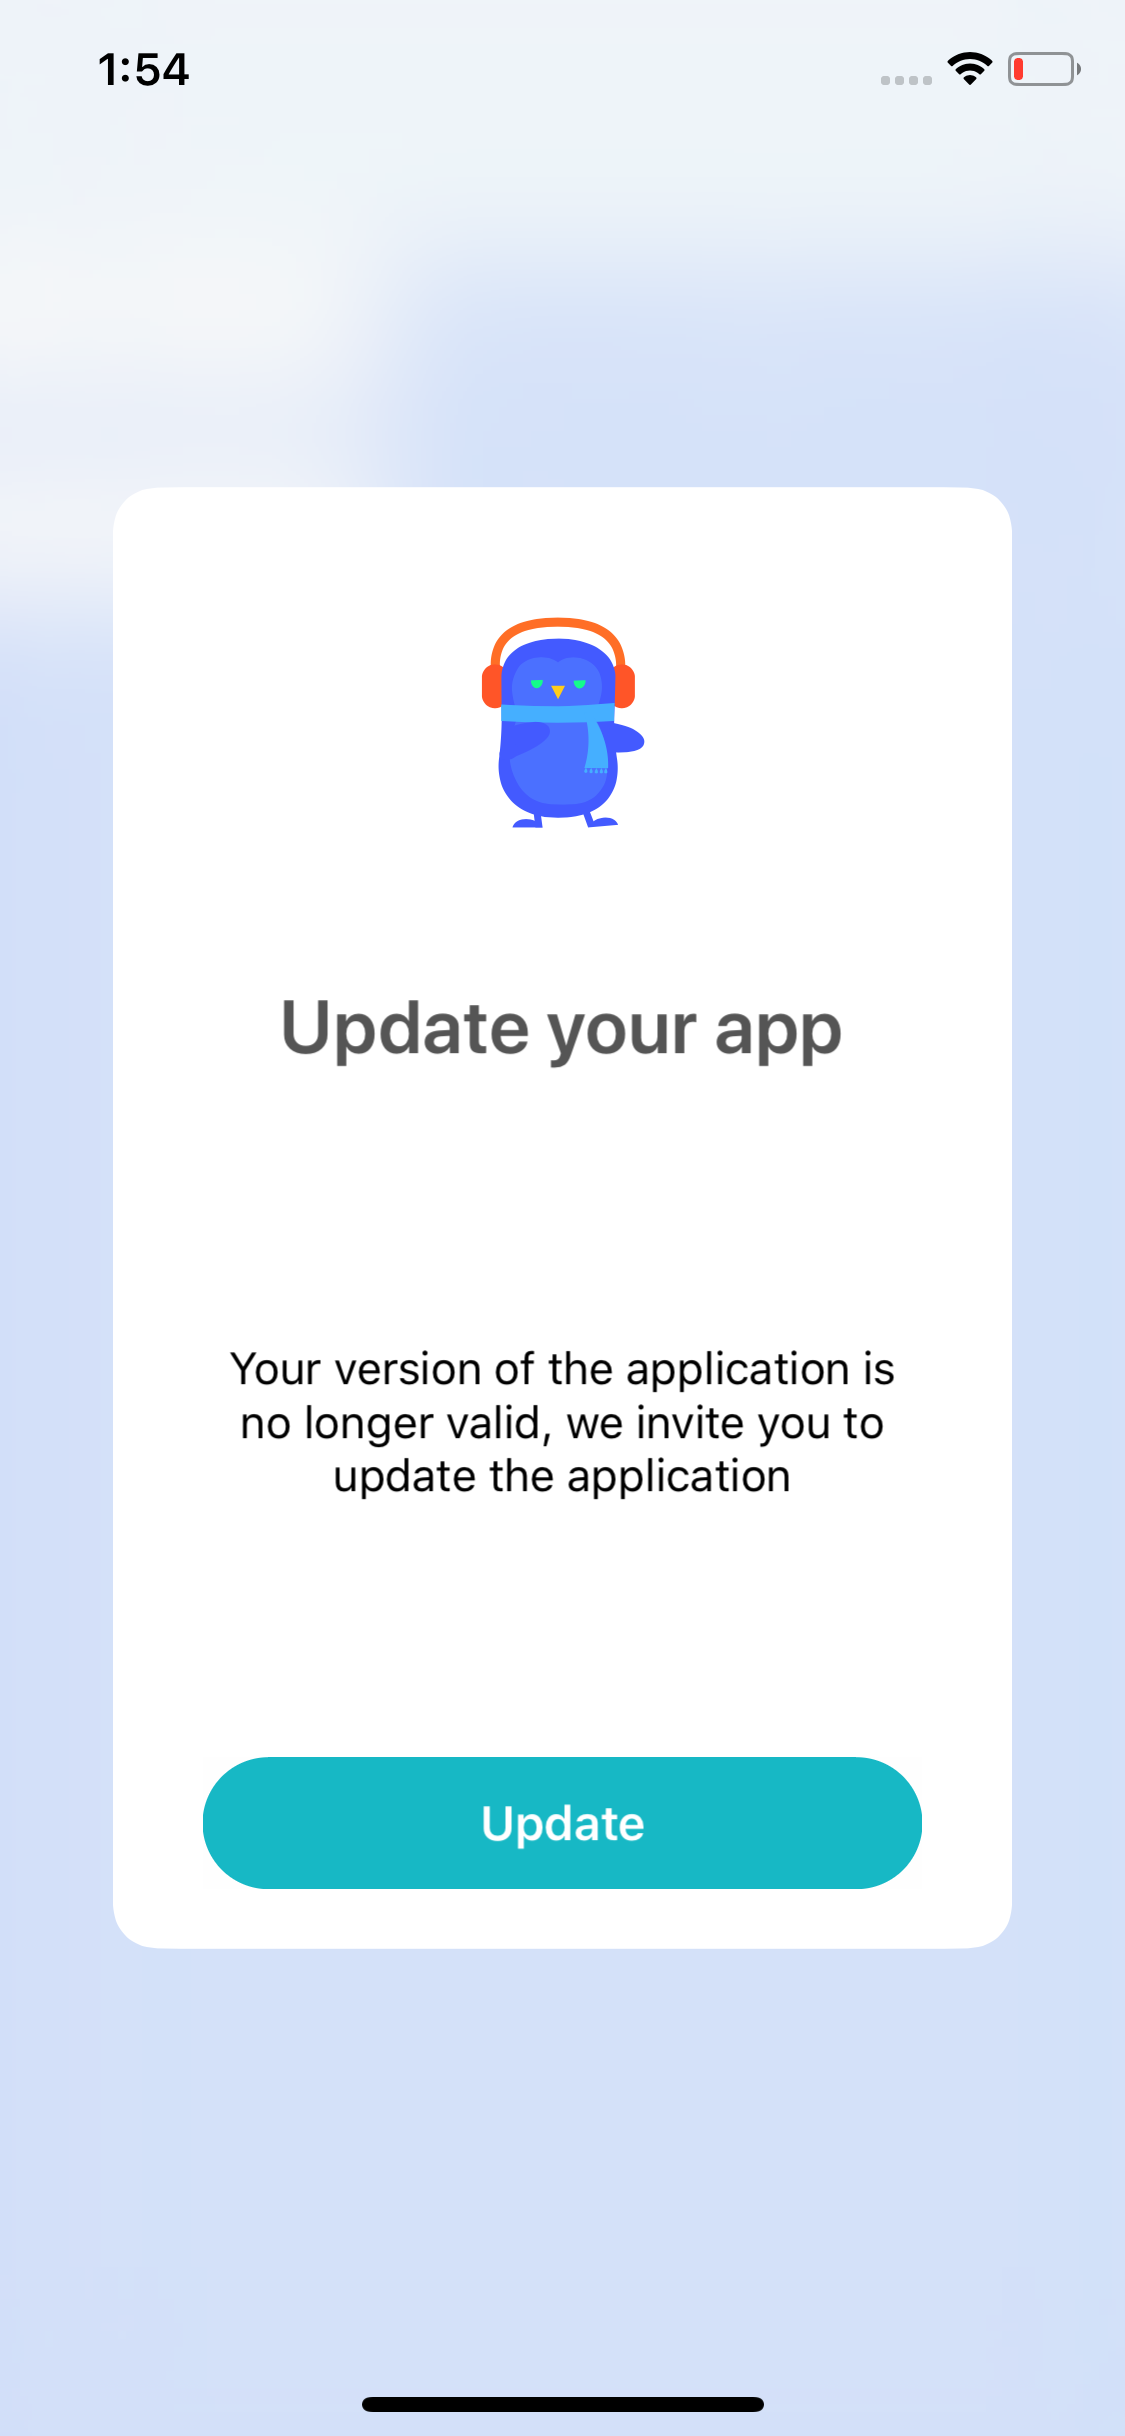 1:54
Update your app
Your version of the application is
no longer valid, we invite you to
update the application
Update